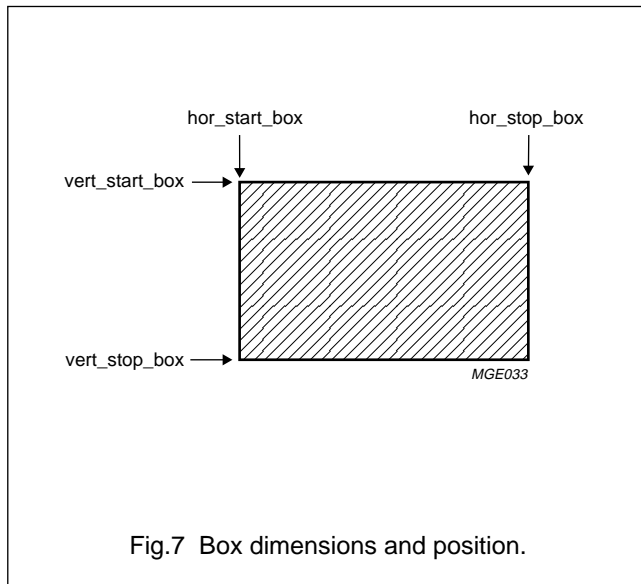 hor_start_box hor_stop_box
vert_start_box
vert_stop_box
MGE033
Fig.7 Box dimensions and position.